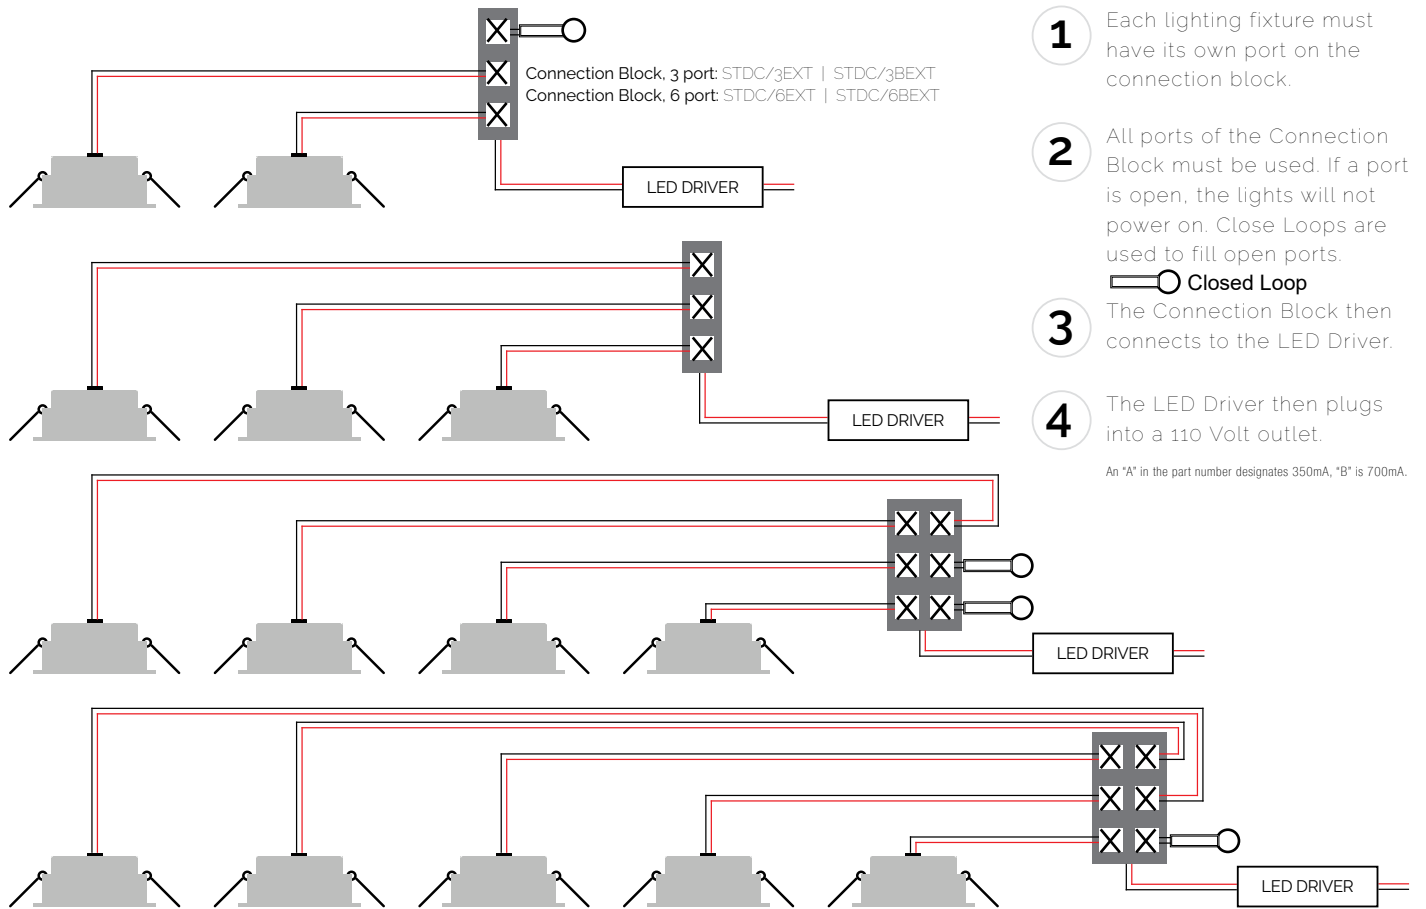 Connection Block, 3 port: STDC/3EXT | STDC/3BEXT
Connection Block, 6 port: STDC/6EXT | STDC/6BEXT
LED DRIVER
LED DRIVER
LED DRIVER
LED DRIVER
1
Each lighting fixture must
have its own port on the
connection block.
2
All ports of the Connection
Block must be used. If a port
is open, the lights will not
power on. Close Loops are
used to fill open ports.
Closed Loop
3
The Connection Block then
connects to the LED Driver.
4
The LED Driver then plugs
into a 110 Volt outlet.
An "A" in the part number designates 350mA, "B" is 700mA.